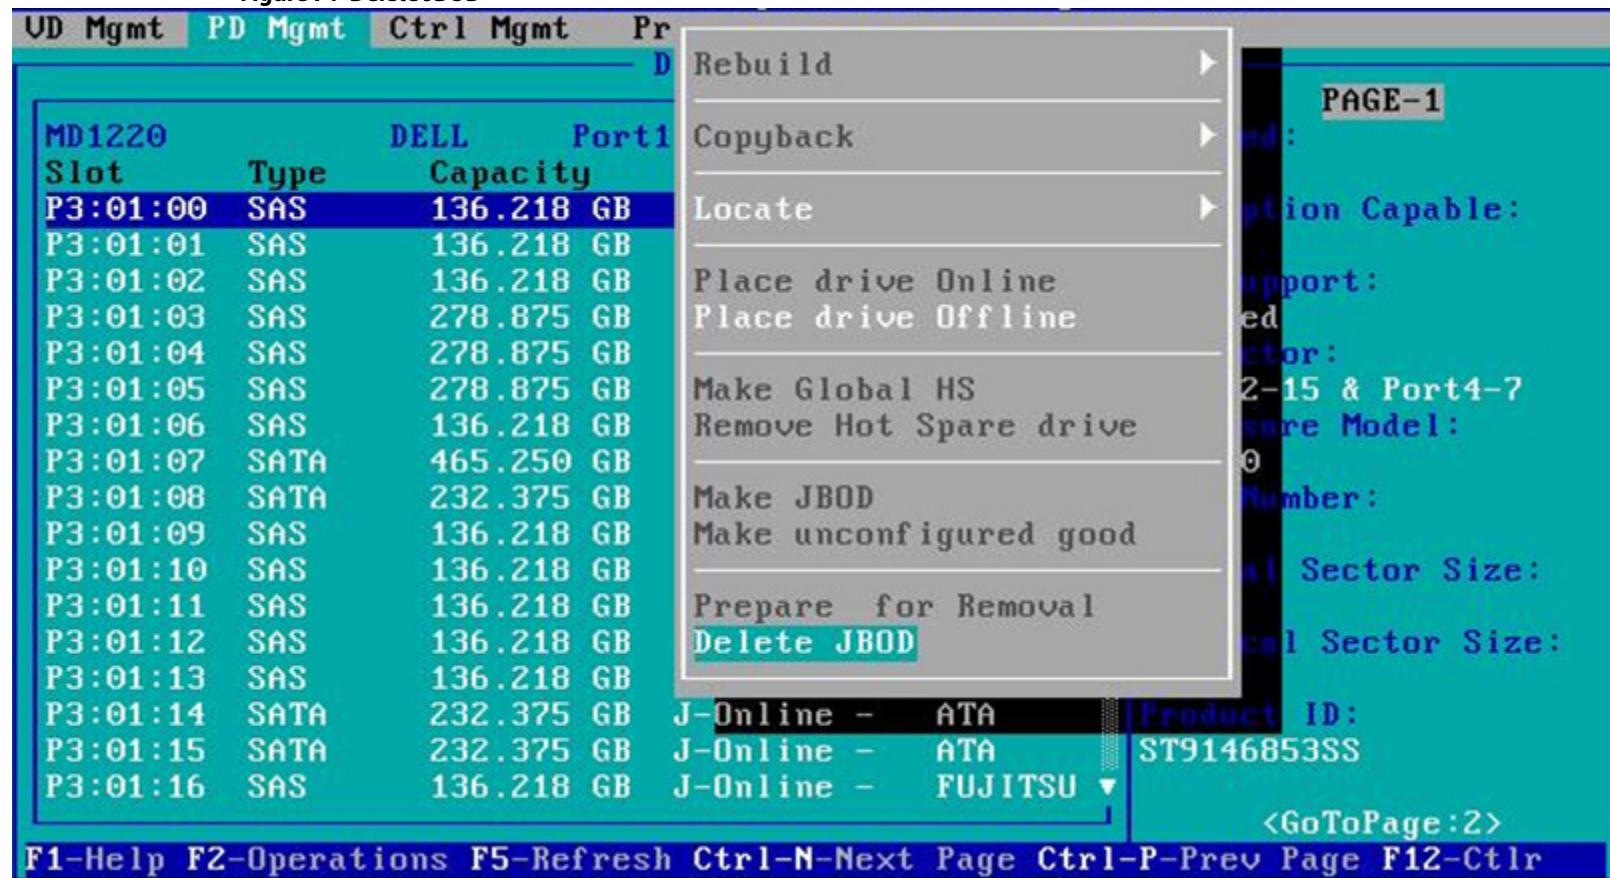 VD Mgmt PD Mgmt Ctrl Mgmt Pr
D
PAGE-1
MD1220 DELL Port1
Slot Type Capacity
P3:01:00 SAS 136.218 GB
P3:01:01 SAS 136.218 GB
P3:01:02 SAS 136.218 GB
P3:01:03 SAS 278.875 GB
P3:01:04 SAS 278.875 GB
P3:01:05 SAS 278.875 GB
P3:01:06 SAS 136.218 GB
P3:01:07 SATA 465.250 GB
P3:01:08 SATA 232.375 GB
P3:01:09 SAS 136.218 GB
P3:01:10 SAS 136.218 GB
P3:01:11 SAS 136.218 GB
P3:01:12 SAS 136.218 GB
P3:01:13 SAS 136.218 GB
P3:01:14 SATA 232.375 GB J-Online - ATA
P3:01:15 SATA 232.375 GB J-Online - ATA
P3:01:16 SAS 136.218 GB J-Online - FUJITSU
Rebuild
Copyback
Locate
Place drive Online
Place drive Offline
Make Global HS
Remove Hot Spare drive
Make JBOD
Make unconfigured good
Prepare for Removal
Delete JBOD
ed:
ption Capable:
upport:
ed
ctor:
2-15 & Port4-7
sure Model:
0
Number:
al Sector Size:
cal Sector Size:
Product ID:
ST9146853SS
<GoToPage:2>
F1-Help F2-Operations F5-Refresh Ctrl-N-Next Page Ctrl-P-Prev Page F12-Ctlr